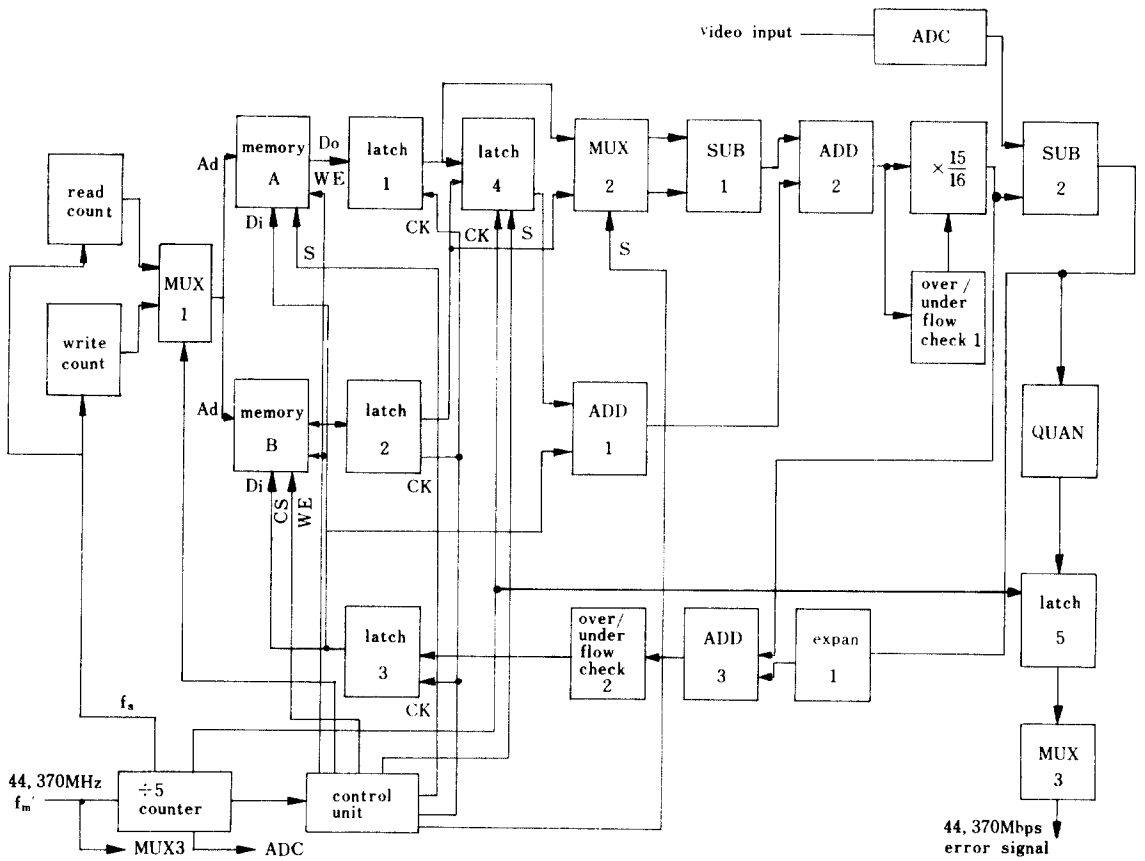 video input
ADC
memory
A
Do
WE
latch
1
latch
4
MUX
2
SUB
1
ADD
2
× 15/16
SUB
2
Ad
read
count
Di
CK
CK
S
S
S
MUX
1
over/
under
flow
check 1
write
count
Ad
memory
B
latch
2
ADD
1
QUAN
Di
CS
WE
CK
latch
5
latch
3
over/
under
flow
check
2
ADD
3
expan
1
CK
fs
MUX
3
44,370MHz
fm'
÷5
counter
control
unit
MUX3
ADC
44,370Mbps
error signal